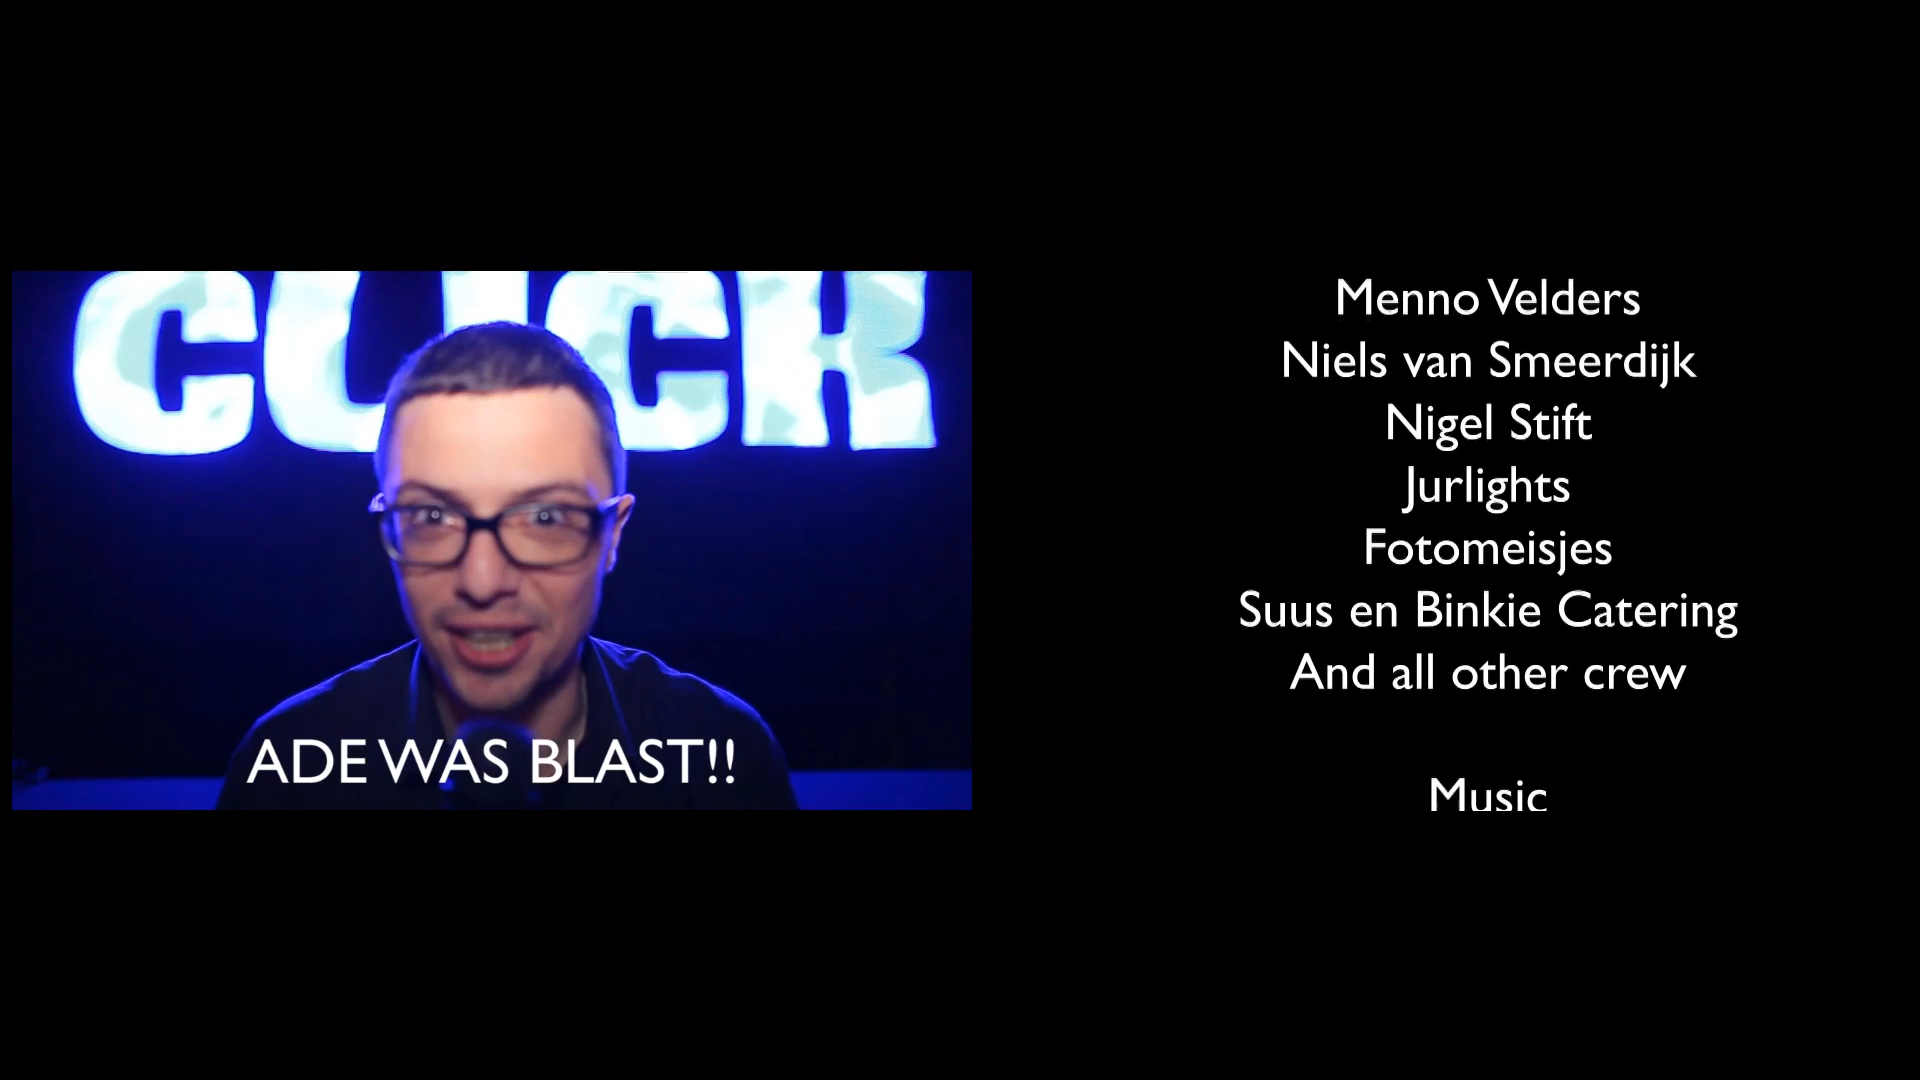 CLICK
ADE WAS BLAST!!
Menno Velders
Niels van Smeerdijk
Nigel Stift
Jurlights
Fotomeisjes
Suus en Binkie Catering
And all other crew
Music